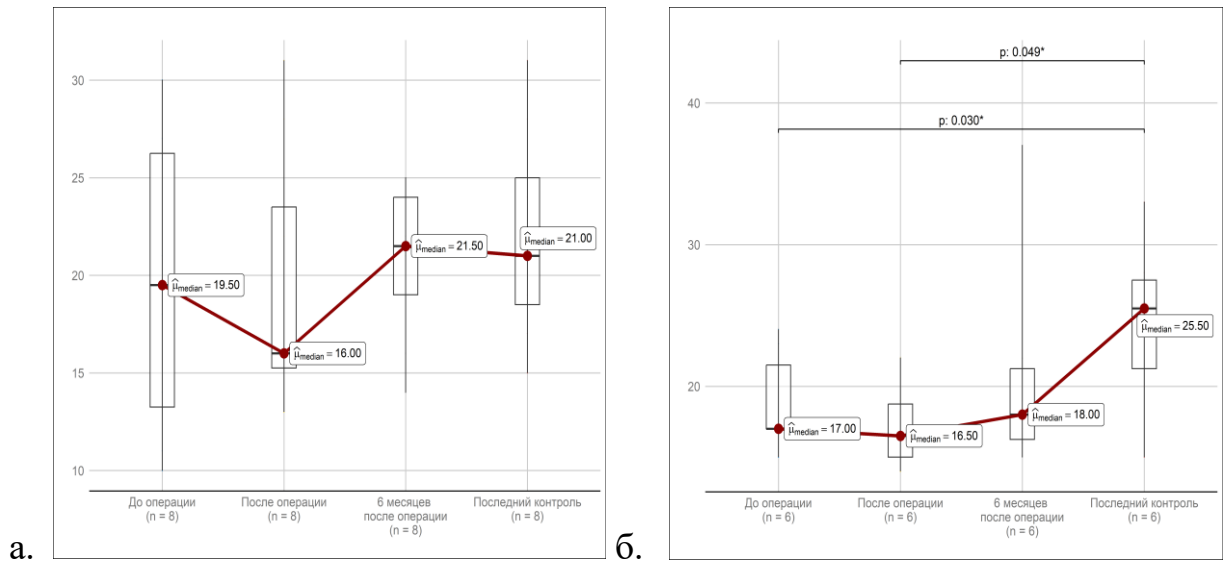 а.
30
25
20
15
10
μ̂median = 19.50
μ̂median = 16.00
μ̂median = 21.50
μ̂median = 21.00
До операции
(n = 8)
После операции
(n = 8)
6 месяцев
после операции
(n = 8)
Последний контроль
(n = 8)
б.
p: 0.049*
p: 0.030*
40
30
20
μ̂median = 17.00
μ̂median = 16.50
μ̂median = 18.00
μ̂median = 25.50
До операции
(n = 6)
После операции
(n = 6)
6 месяцев
после операции
(n = 6)
Последний контроль
(n = 6)